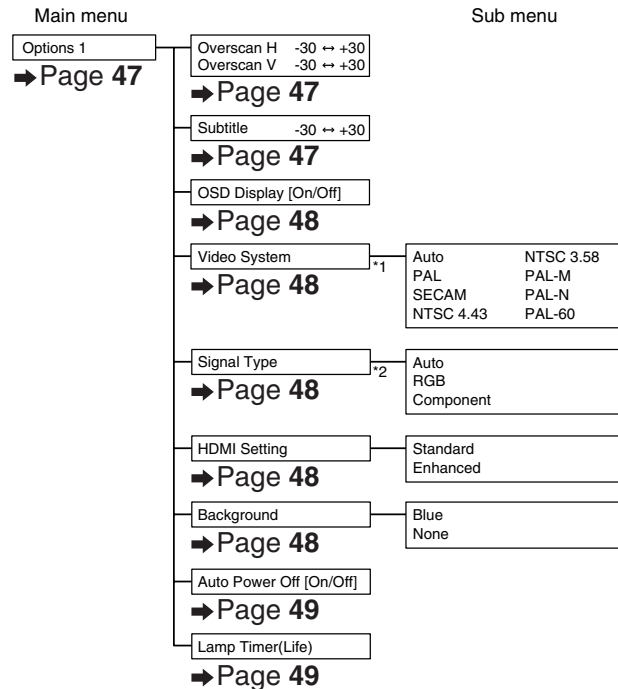 Main menu
Sub menu
Options 1
➡Page 47
Overscan H -30 ↔ +30
Overscan V -30 ↔ +30
➡Page 47
Subtitle -30 ↔ +30
➡Page 47
OSD Display [On/Off]
➡Page 48
Video System
*1
➡Page 48
Auto NTSC 3.58
PAL PAL-M
SECAM PAL-N
NTSC 4.43 PAL-60
Signal Type
*2
➡Page 48
Auto
RGB
Component
HDMI Setting
➡Page 48
Standard
Enhanced
Background
➡Page 48
Blue
None
Auto Power Off [On/Off]
➡Page 49
Lamp Timer(Life)
➡Page 49